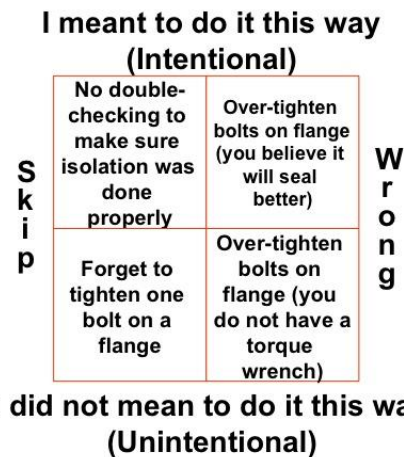 I meant to do it this way
(Intentional)
No double-
checking to
make sure
isolation was
done
properly
Over-tighten
bolts on flange
(you believe it
will seal
better)
Skip
Wrong
Forget to
tighten one
bolt on a
flange
Over-tighten
bolts on
flange (you
do not have a
torque
wrench)
did not mean to do it this wa
(Unintentional)